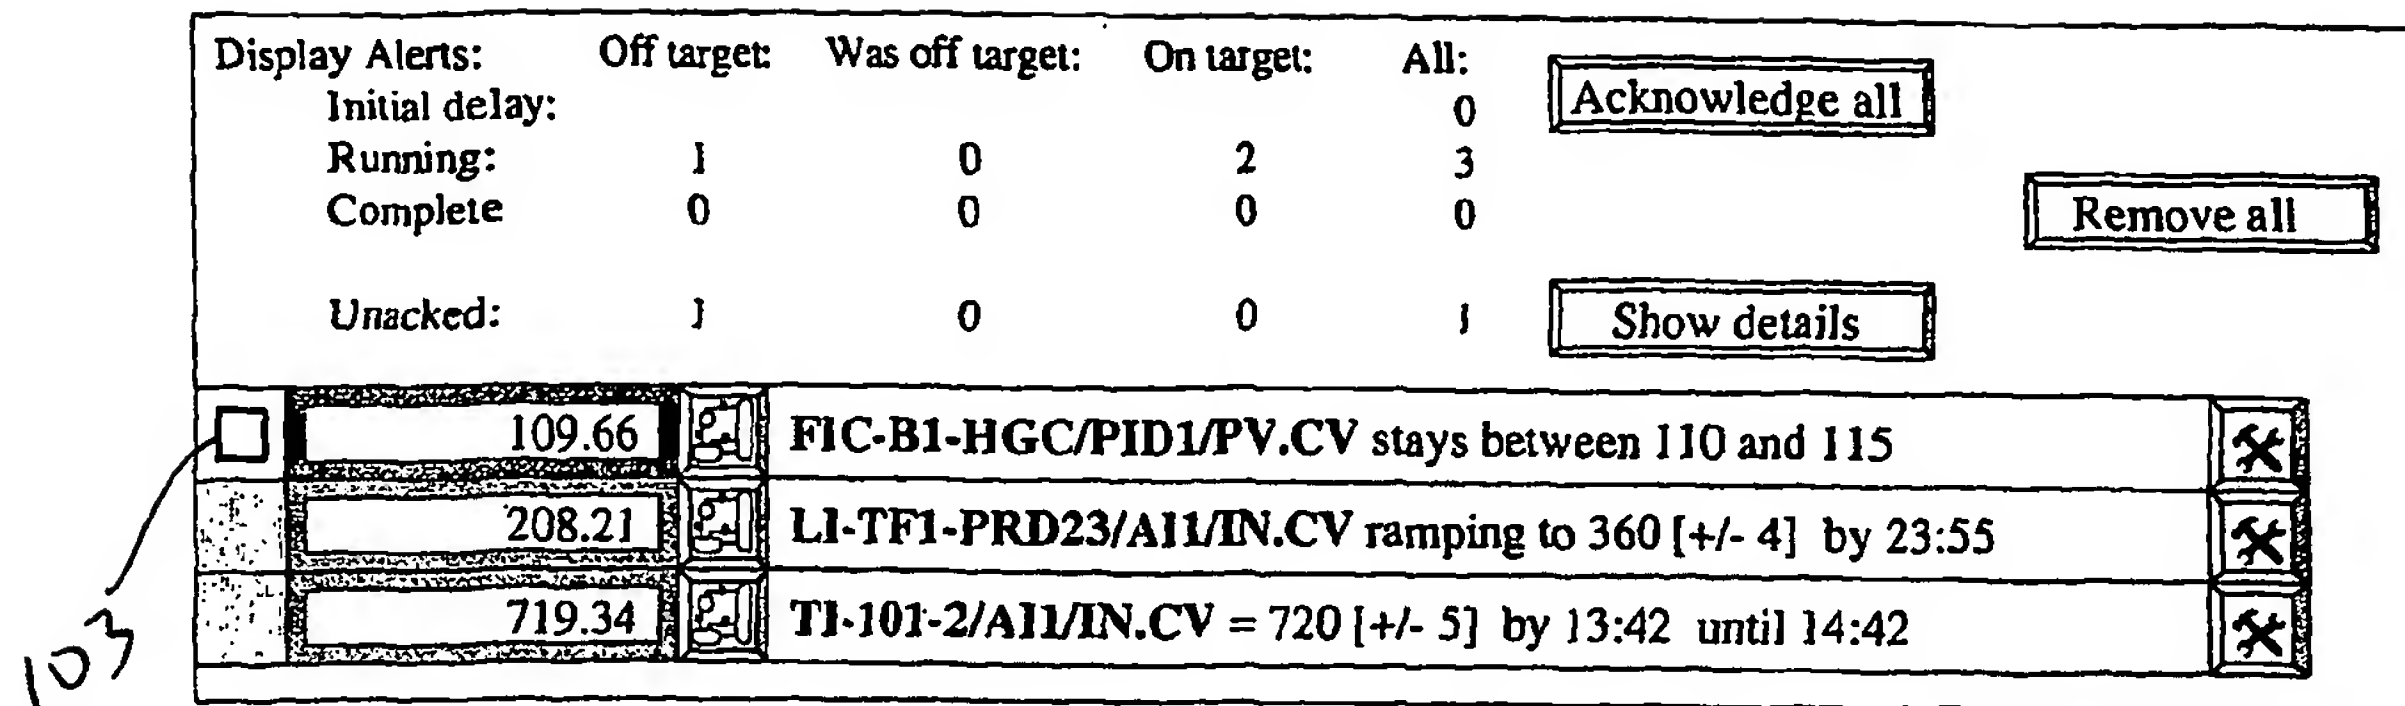 Display Alerts: Off target: Was off target: On target: All:
Initial delay: 0 Acknowledge all
Running: 1 0 2 3
Complete 0 0 0 0 Remove all
Unacked: 1 0 0 1 Show details
109.66 FIC-B1-HGC/PID1/PV.CV stays between 110 and 115
208.21 LI-TF1-PRD23/AI1/IN.CV ramping to 360 [+/- 4] by 23:55
719.34 TI-101-2/AI1/IN.CV = 720 [+/- 5] by 13:42 until 14:42
103